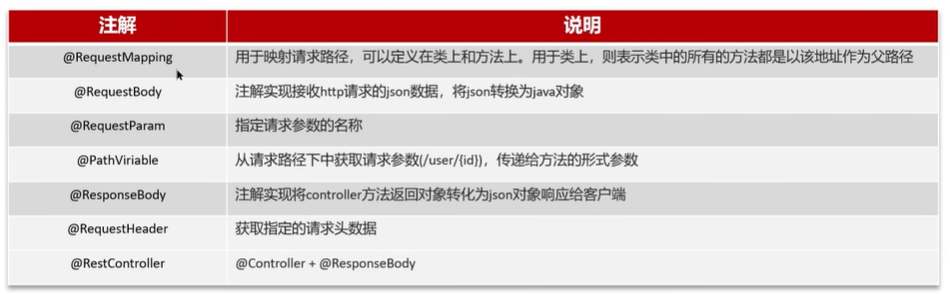 注解 说明
@RequestMapping 用于映射请求路径，可以定义在类上和方法上。用于类上，则表示类中的所有的方法都是以该地址作为父路径
@RequestBody 注解实现接收http请求的json数据，将json转换为java对象
@RequestParam 指定请求参数的名称
@PathViriable 从请求路径下中获取请求参数(/user/{id})，传递给方法的形式参数
@ResponseBody 注解实现将controller方法返回对象转化为json对象响应给客户端
@RequestHeader 获取指定的请求头数据
@RestController @Controller + @ResponseBody